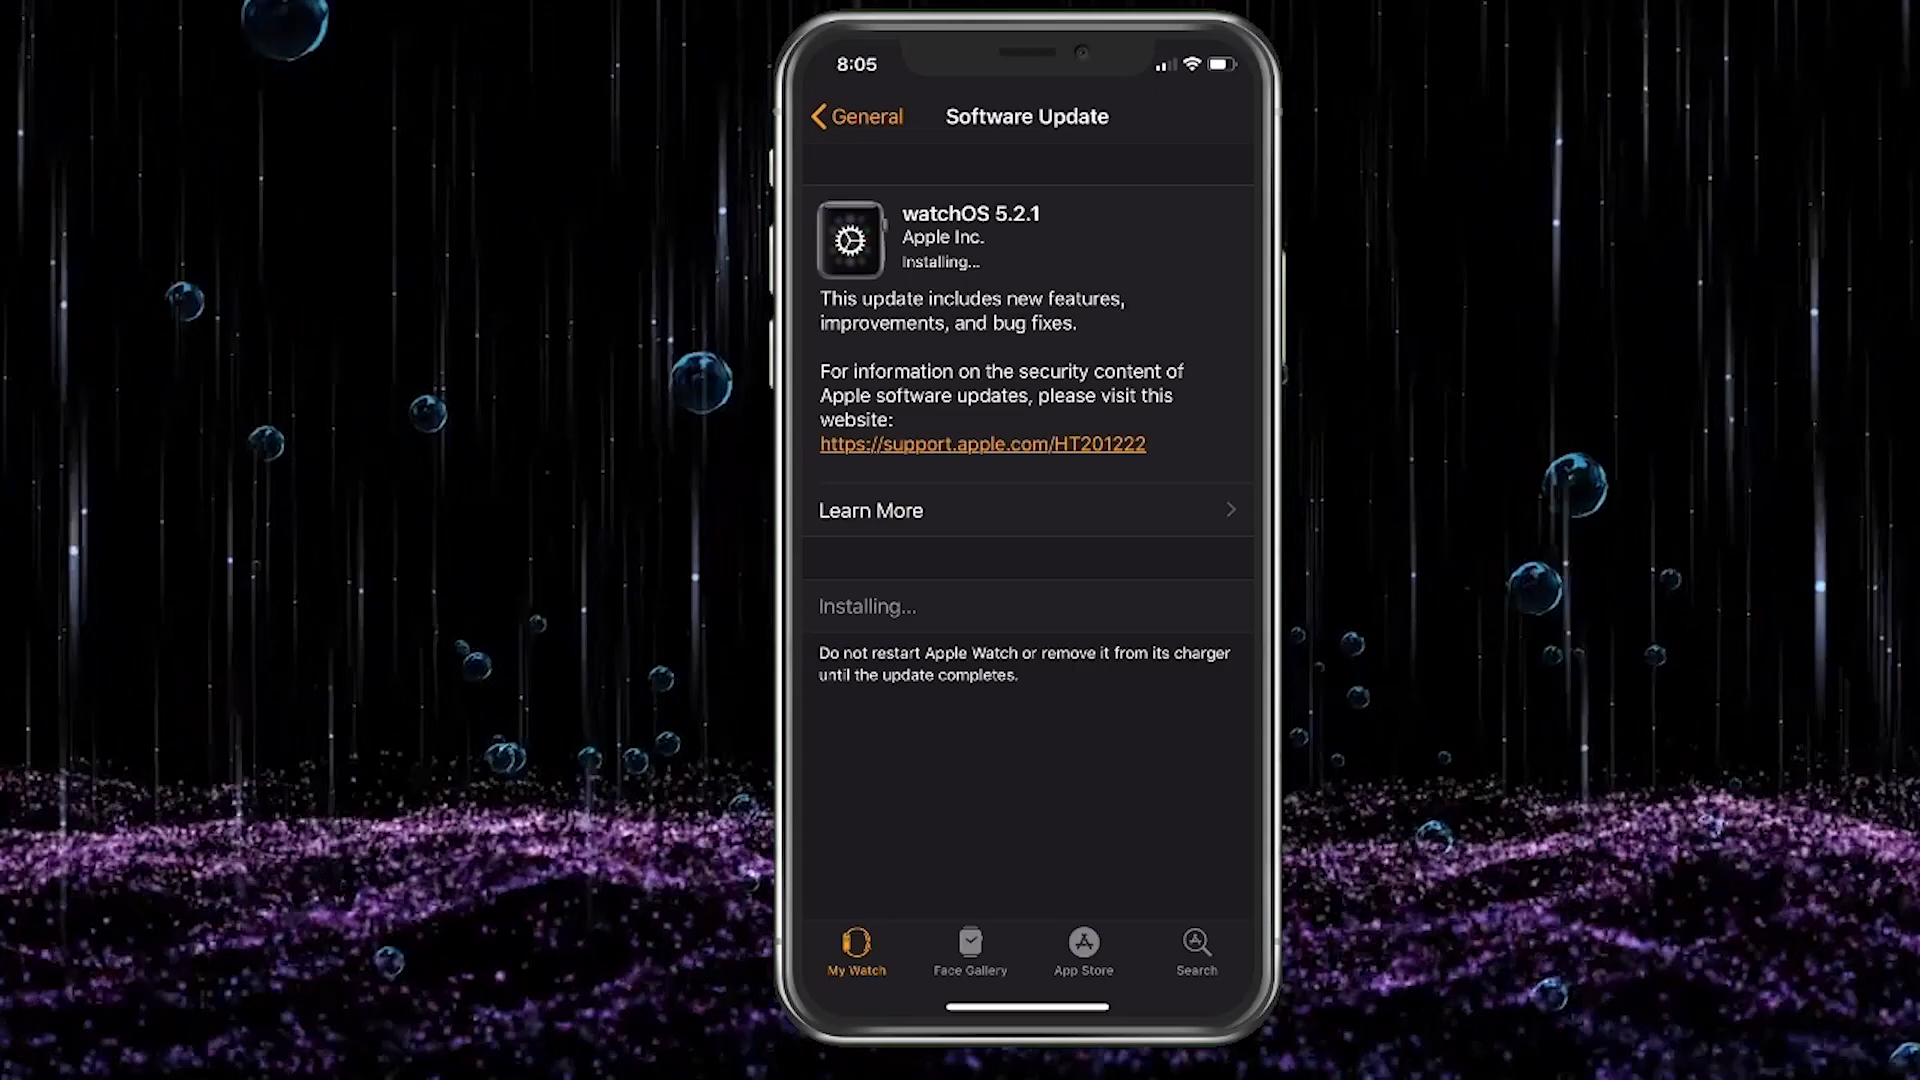 8:05
General
Software Update
watchOS 5.2.1
Apple Inc.
Installing...
This update includes new features,
improvements, and bug fixes.
For information on the security content of
Apple software updates, please visit this
website:
https://support.apple.com/HT201222
Learn More
Installing...
Do not restart Apple Watch or remove it from its charger
until the update completes.
My Watch
Face Gallery
App Store
Search